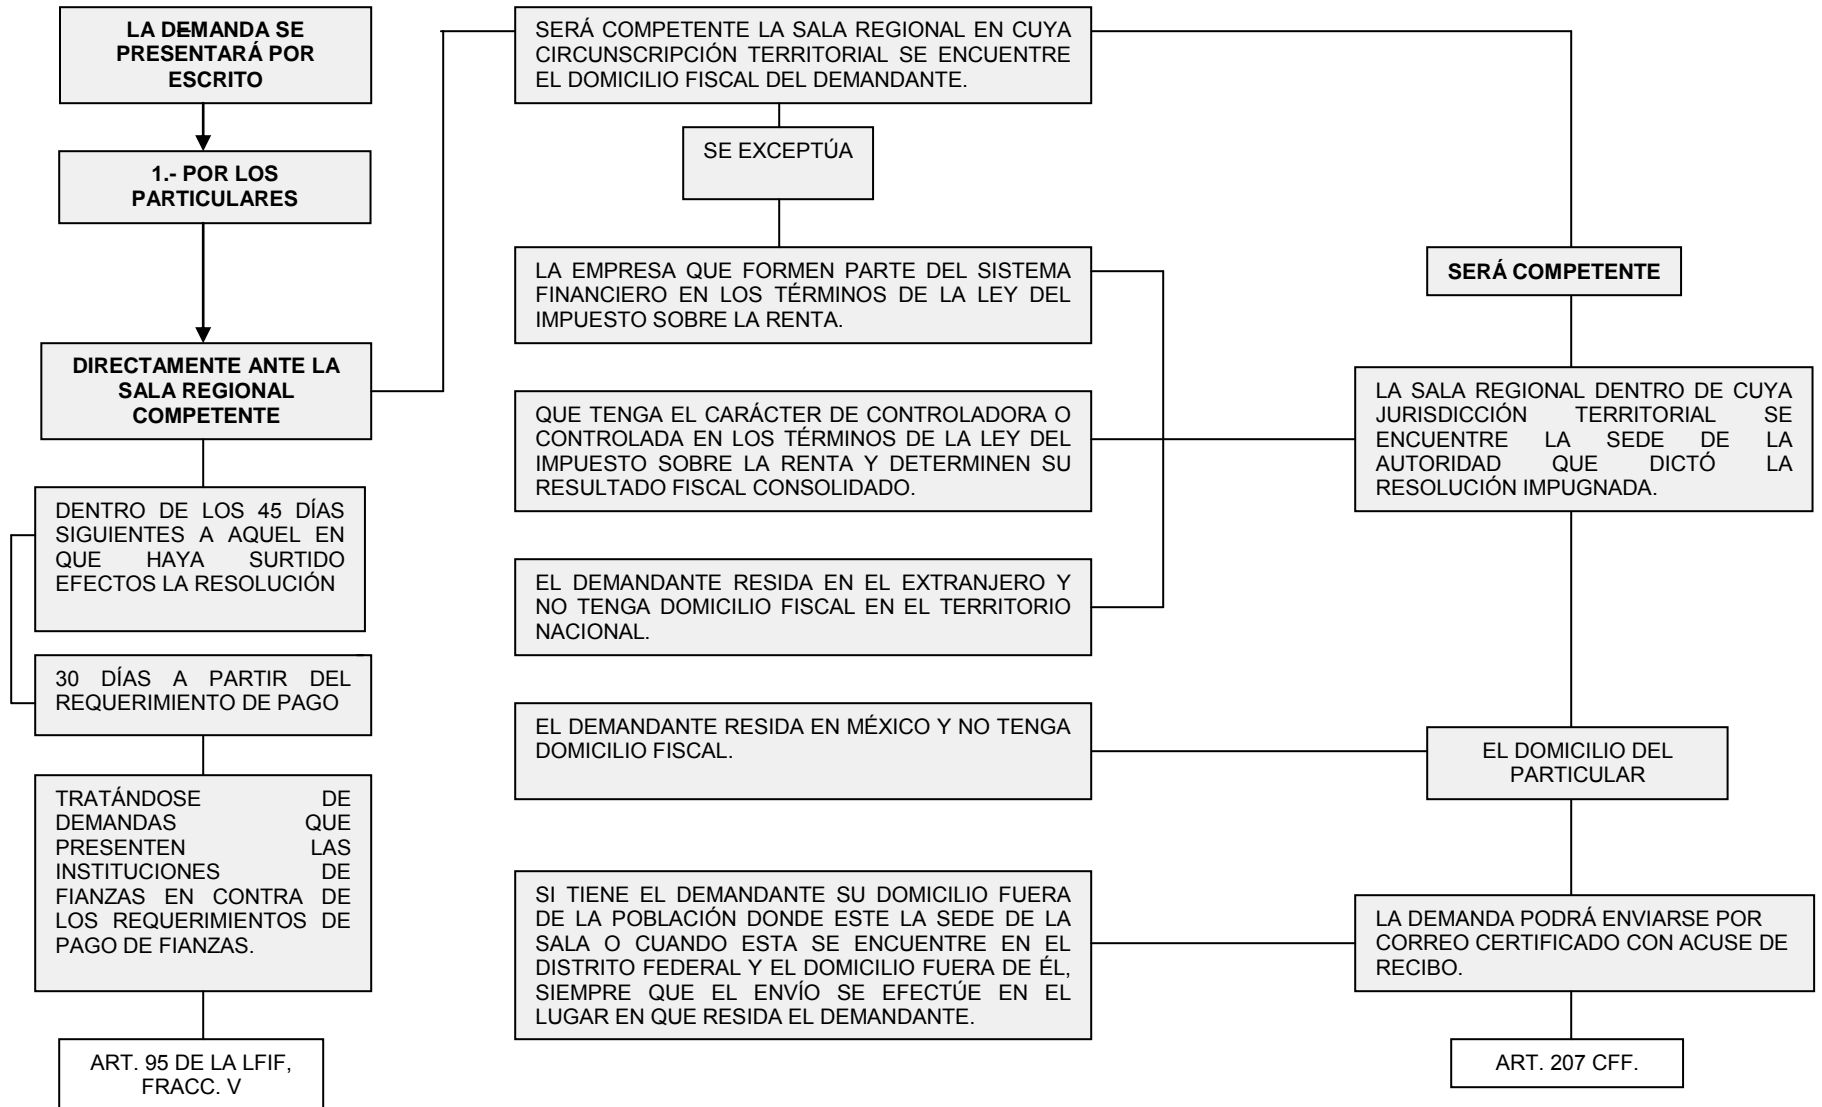 LA DEMANDA SE
PRESENTARÁ POR
ESCRITO
1.- POR LOS
PARTICULARES
DIRECTAMENTE ANTE LA
SALA REGIONAL
COMPETENTE
DENTRO DE LOS 45 DÍAS
SIGUIENTES A AQUEL EN
QUE HAYA SURTIDO
EFECTOS LA RESOLUCIÓN
30 DÍAS A PARTIR DEL
REQUERIMIENTO DE PAGO
TRATÁNDOSE DE
DEMANDAS QUE
PRESENTEN LAS
INSTITUCIONES DE
FIANZAS EN CONTRA DE
LOS REQUERIMIENTOS DE
PAGO DE FIANZAS.
ART. 95 DE LA LFIF,
FRACC. V
SERÁ COMPETENTE LA SALA REGIONAL EN CUYA
CIRCUNSCRIPCIÓN TERRITORIAL SE ENCUENTRE
EL DOMICILIO FISCAL DEL DEMANDANTE.
SE EXCEPTÚA
LA EMPRESA QUE FORMEN PARTE DEL SISTEMA
FINANCIERO EN LOS TÉRMINOS DE LA LEY DEL
IMPUESTO SOBRE LA RENTA.
QUE TENGA EL CARÁCTER DE CONTROLADORA O
CONTROLADA EN LOS TÉRMINOS DE LA LEY DEL
IMPUESTO SOBRE LA RENTA Y DETERMINEN SU
RESULTADO FISCAL CONSOLIDADO.
EL DEMANDANTE RESIDA EN EL EXTRANJERO Y
NO TENGA DOMICILIO FISCAL EN EL TERRITORIO
NACIONAL.
EL DEMANDANTE RESIDA EN MÉXICO Y NO TENGA
DOMICILIO FISCAL.
SI TIENE EL DEMANDANTE SU DOMICILIO FUERA
DE LA POBLACIÓN DONDE ESTE LA SEDE DE LA
SALA O CUANDO ESTA SE ENCUENTRE EN EL
DISTRITO FEDERAL Y EL DOMICILIO FUERA DE ÉL,
SIEMPRE QUE EL ENVÍO SE EFECTÚE EN EL
LUGAR EN QUE RESIDA EL DEMANDANTE.
SERÁ COMPETENTE
LA SALA REGIONAL DENTRO DE CUYA
JURISDICCIÓN TERRITORIAL SE
ENCUENTRE LA SEDE DE LA
AUTORIDAD QUE DICTÓ LA
RESOLUCIÓN IMPUGNADA.
EL DOMICILIO DEL
PARTICULAR
LA DEMANDA PODRÁ ENVIARSE POR
CORREO CERTIFICADO CON ACUSE DE
RECIBO.
ART. 207 CFF.